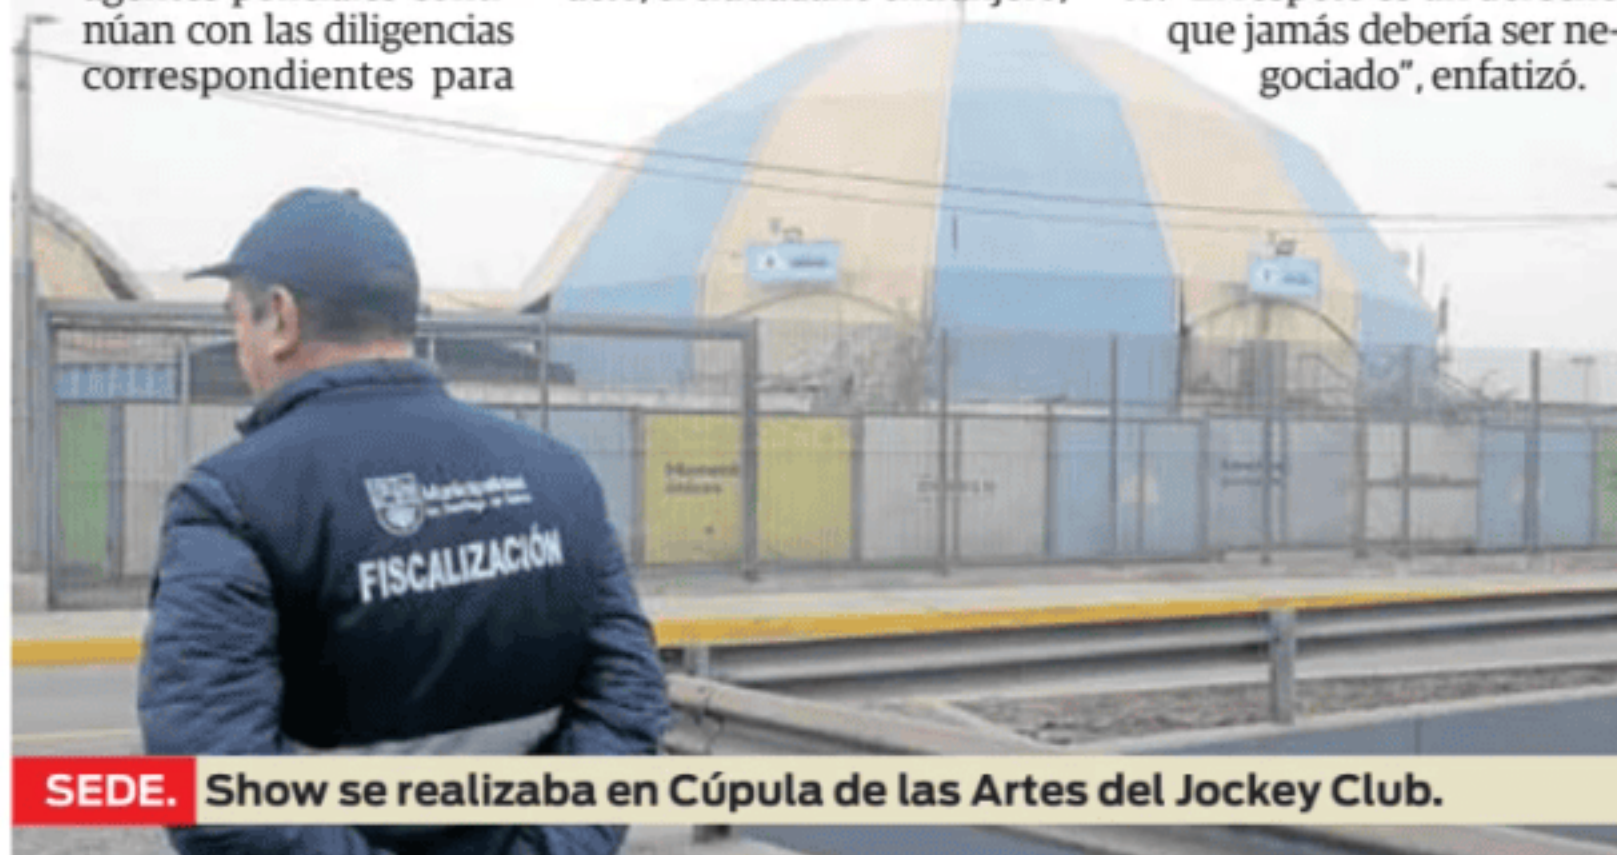 núan con las diligencias
correspondientes para
que jamás debería ser ne-
gociado”, enfatizó.
Municipalidad
FISCALIZACIÓN
SEDE. Show se realizaba en Cúpula de las Artes del Jockey Club.